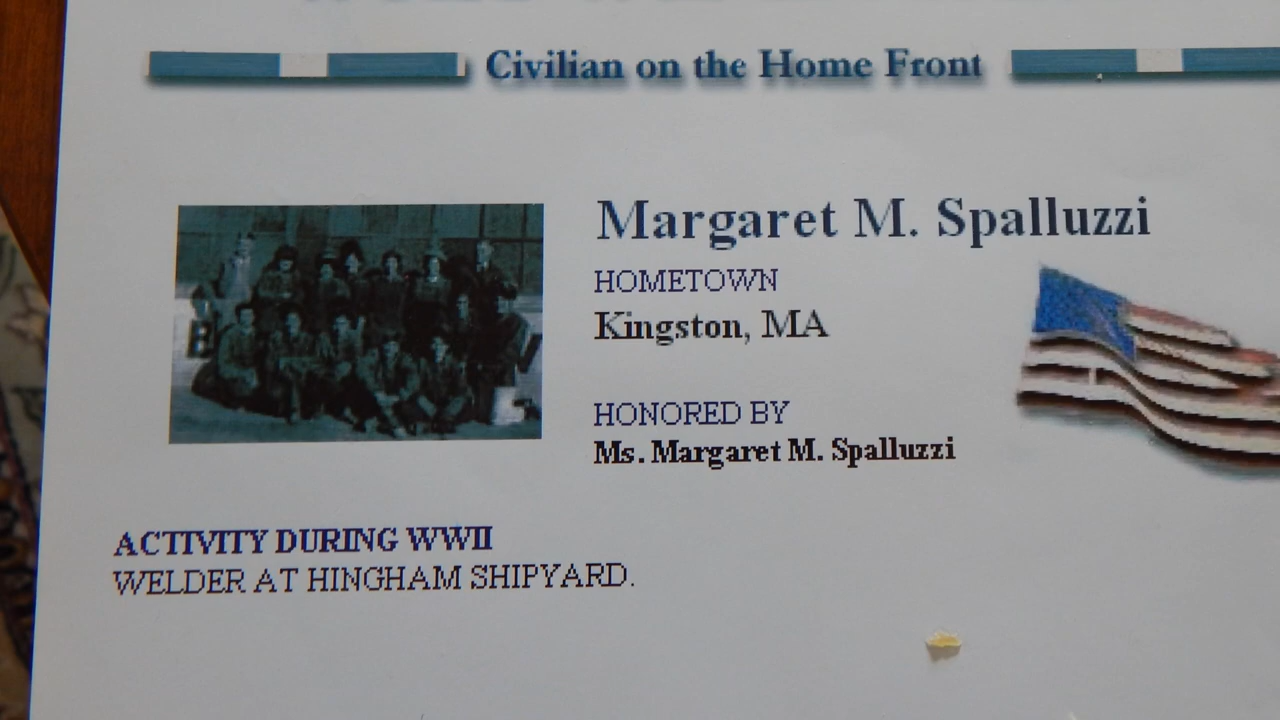 Civilian on the Home Front
Margaret M. Spalluzzi
HOMETOWN
Kingston, MA
HONORED BY
Ms. Margaret M. Spalluzzi
ACTIVITY DURING WWII
WELDER AT HINGHAM SHIPYARD.